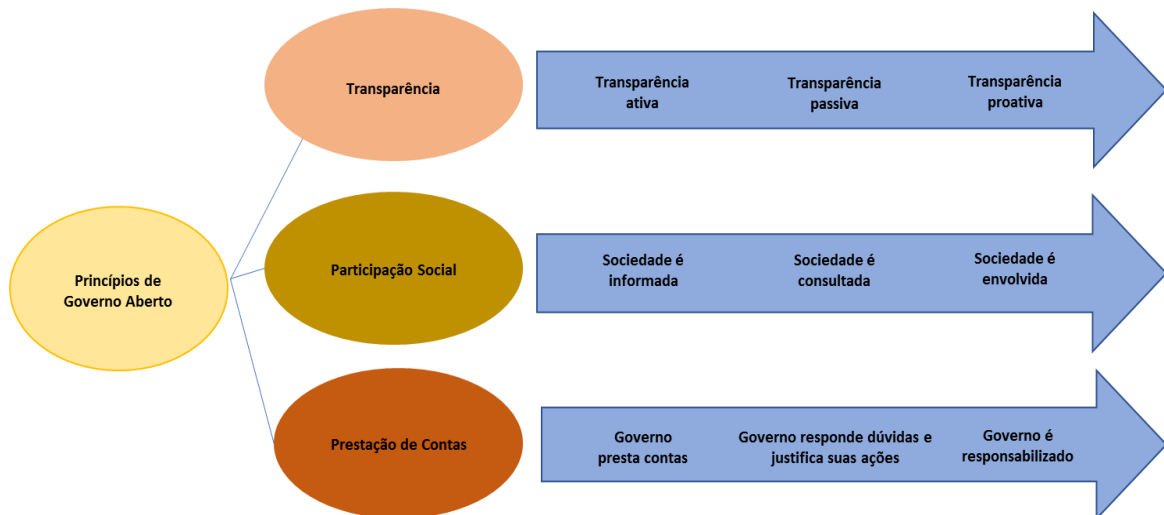 Transparência
Transparência
ativa
Transparência
passiva
Transparência
proativa
Princípios de
Governo Aberto
Participação Social
Sociedade é
informada
Sociedade é
consultada
Sociedade é
envolvida
Prestação de Contas
Governo
presta contas
Governo responde dúvidas e
justifica suas ações
Governo é
responsabilizado